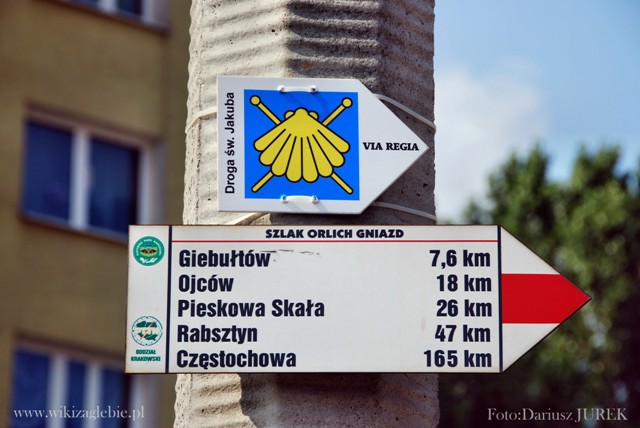 Droga św. Jakuba
VIA REGIA
SZLAK ORLICH GNIAZD
Giebułtów 7,6 km
Ojców 18 km
Pieskowa Skała 26 km
Rabsztyn 47 km
Częstochowa 165 km
ODDZIAŁ
KRAKOWSKI
www.wikizaglebie.pl
Foto:Dariusz JUREK